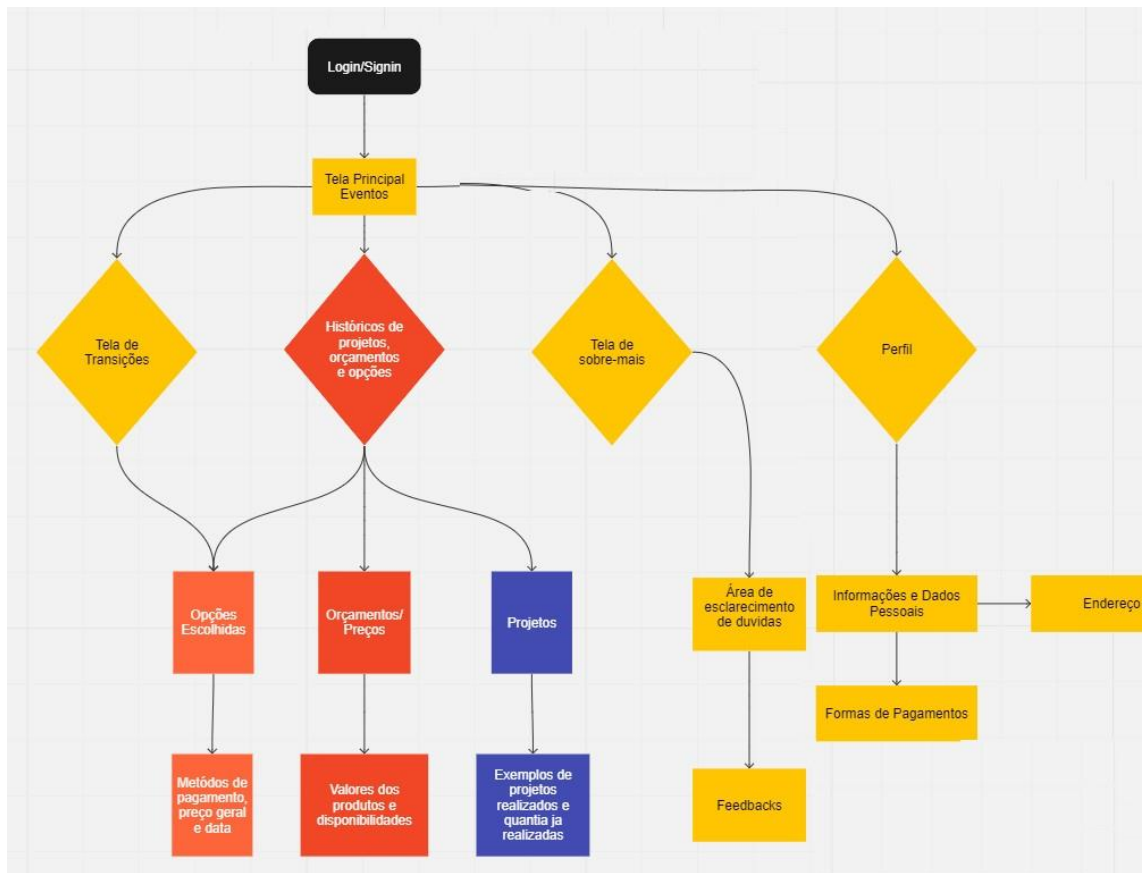 Login/Signin
Tela Principal
Eventos
Tela de
Transições
Históricos de
projetos,
orçamentos
e opções
Tela de
sobre-mais
Perfil
Opções
Escolhidas
Orçamentos/
Preços
Projetos
Área de
esclarecimento
de duvidas
Informações e Dados
Pessoais
Endereço
Formas de Pagamentos
Metódos de
pagamento,
preço geral
e data
Valores dos
produtos e
disponibilidades
Exemplos de
projetos
realizados e
quantia ja
realizadas
Feedbacks